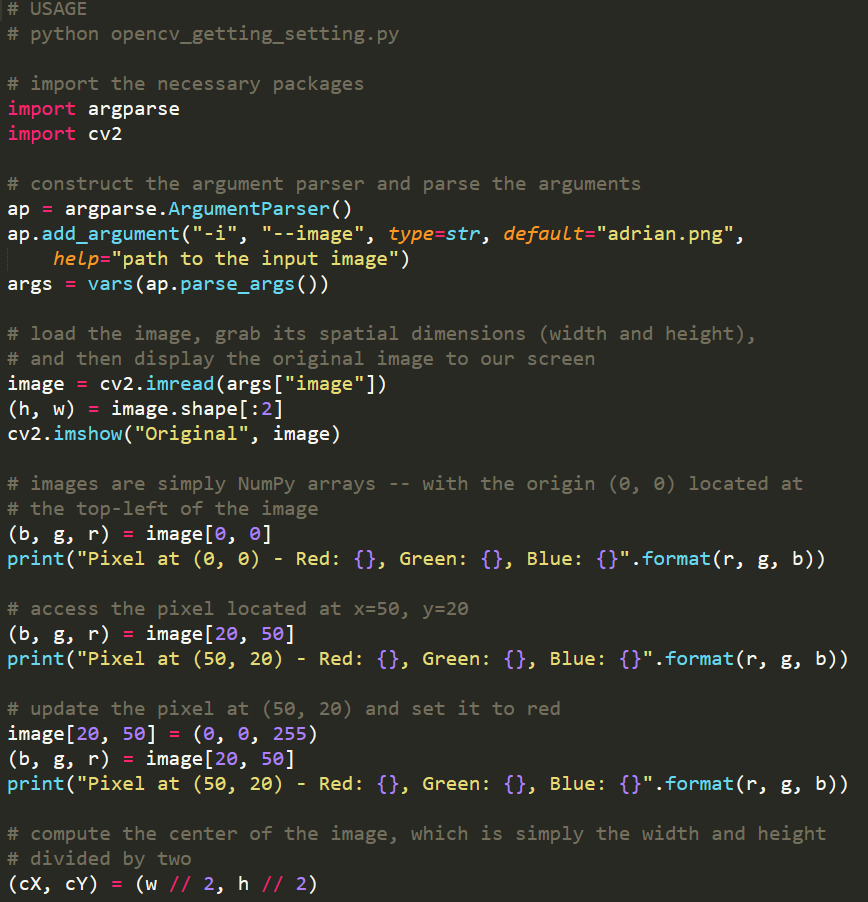 # USAGE
# python opencv_getting_setting.py
# import the necessary packages
import argparse
import cv2
# construct the argument parser and parse the arguments
ap = argparse.ArgumentParser()
ap.add_argument("-i", "--image", type=str, default="adrian.png",
    help="path to the input image")
args = vars(ap.parse_args())
# load the image, grab its spatial dimensions (width and height),
# and then display the original image to our screen
image = cv2.imread(args["image"])
(h, w) = image.shape[:2]
cv2.imshow("Original", image)
# images are simply NumPy arrays -- with the origin (0, 0) located at
# the top-left of the image
(b, g, r) = image[0, 0]
print("Pixel at (0, 0) - Red: {}, Green: {}, Blue: {}".format(r, g, b))
# access the pixel located at x=50, y=20
(b, g, r) = image[20, 50]
print("Pixel at (50, 20) - Red: {}, Green: {}, Blue: {}".format(r, g, b))
# update the pixel at (50, 20) and set it to red
image[20, 50] = (0, 0, 255)
(b, g, r) = image[20, 50]
print("Pixel at (50, 20) - Red: {}, Green: {}, Blue: {}".format(r, g, b))
# compute the center of the image, which is simply the width and height
# divided by two
(cX, cY) = (w // 2, h // 2)